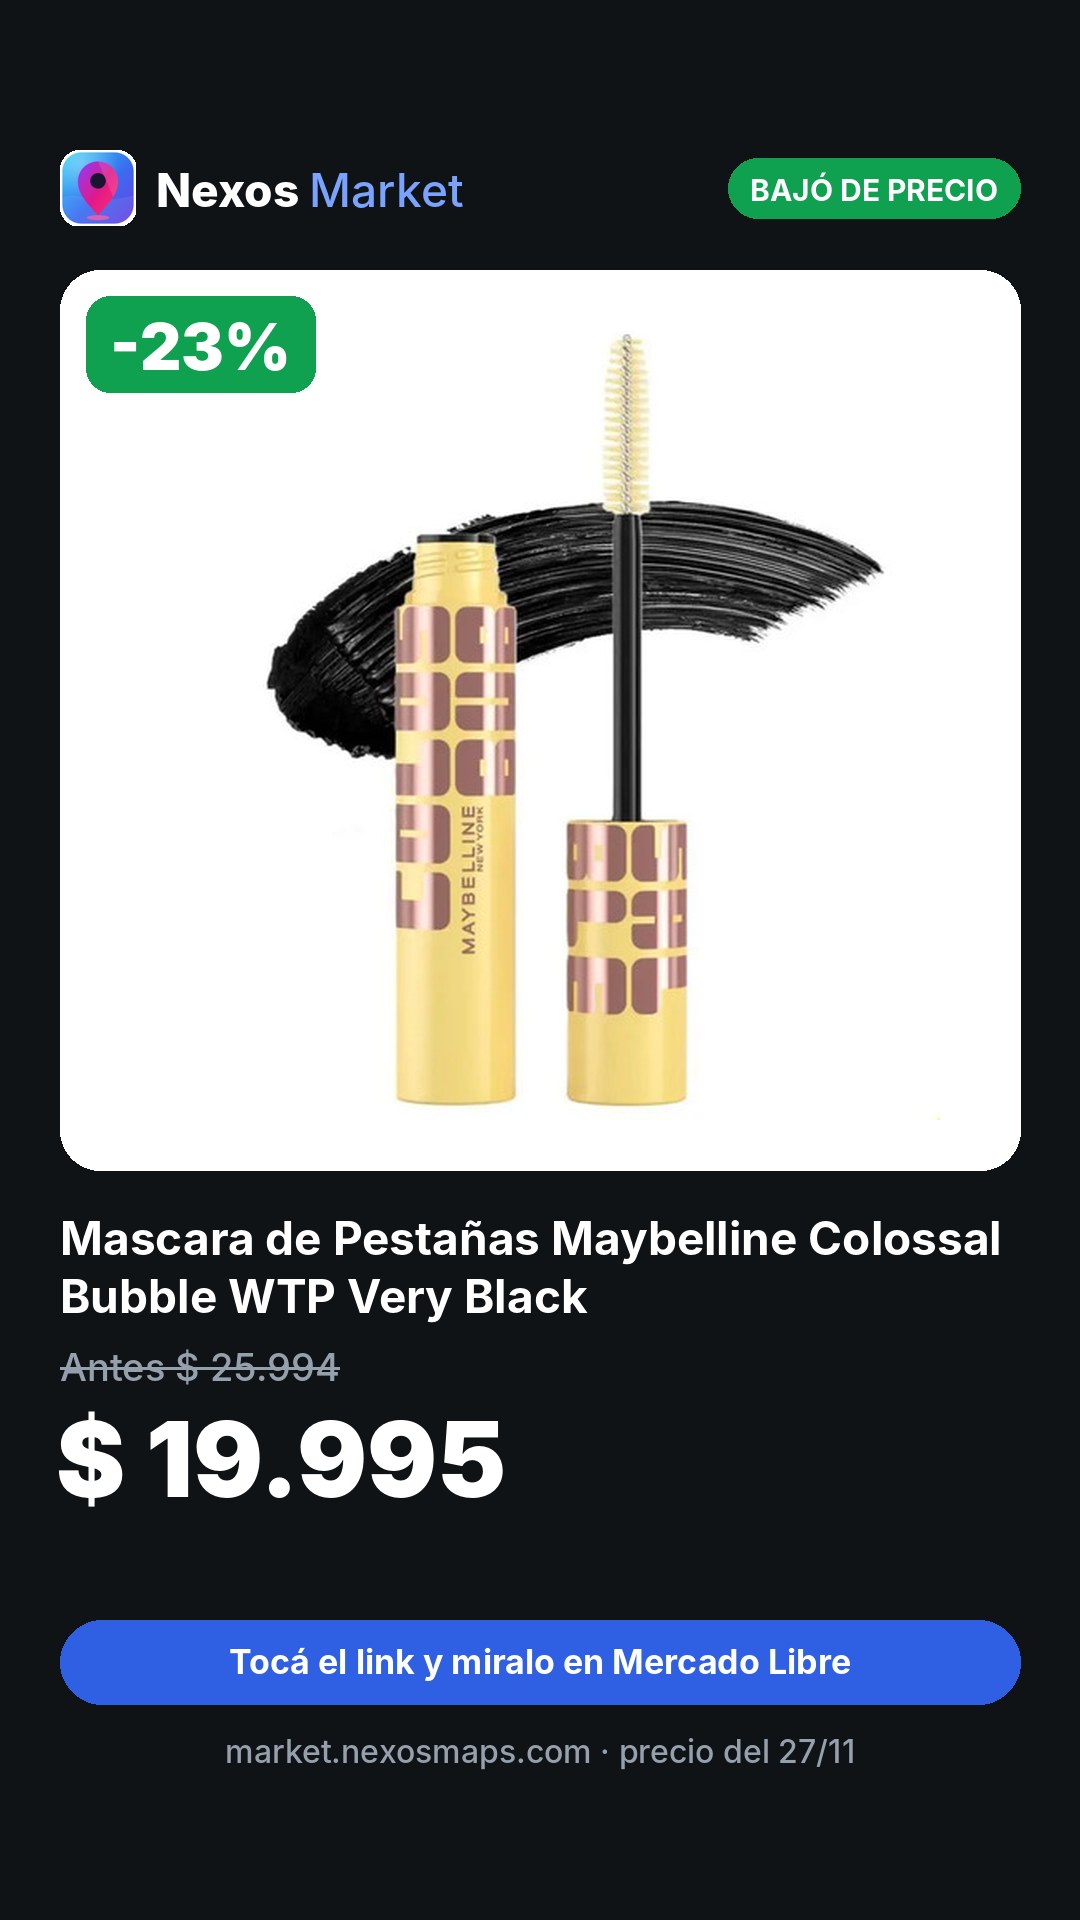 Nexos Market
BAJÓ DE PRECIO
-23%
MAYBELLINE
NEW YORK
Mascara de Pestañas Maybelline Colossal
Bubble WTP Very Black
Antes $ 25.994
$ 19.995
Tocá el link y miralo en Mercado Libre
market.nexosmaps.com · precio del 27/11